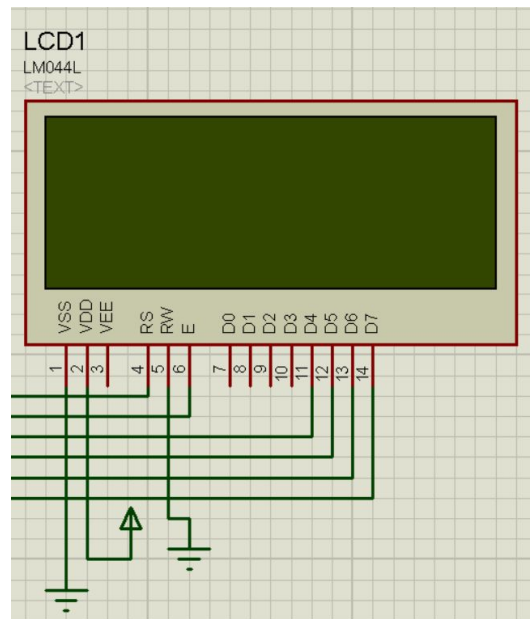 LCD1
LM044L
<TEXT>
VSS VDD VEE RS RW E D0 D1 D2 D3 D4 D5 D6 D7
1 2 3 4 5 6 7 8 9 10 11 12 13 14